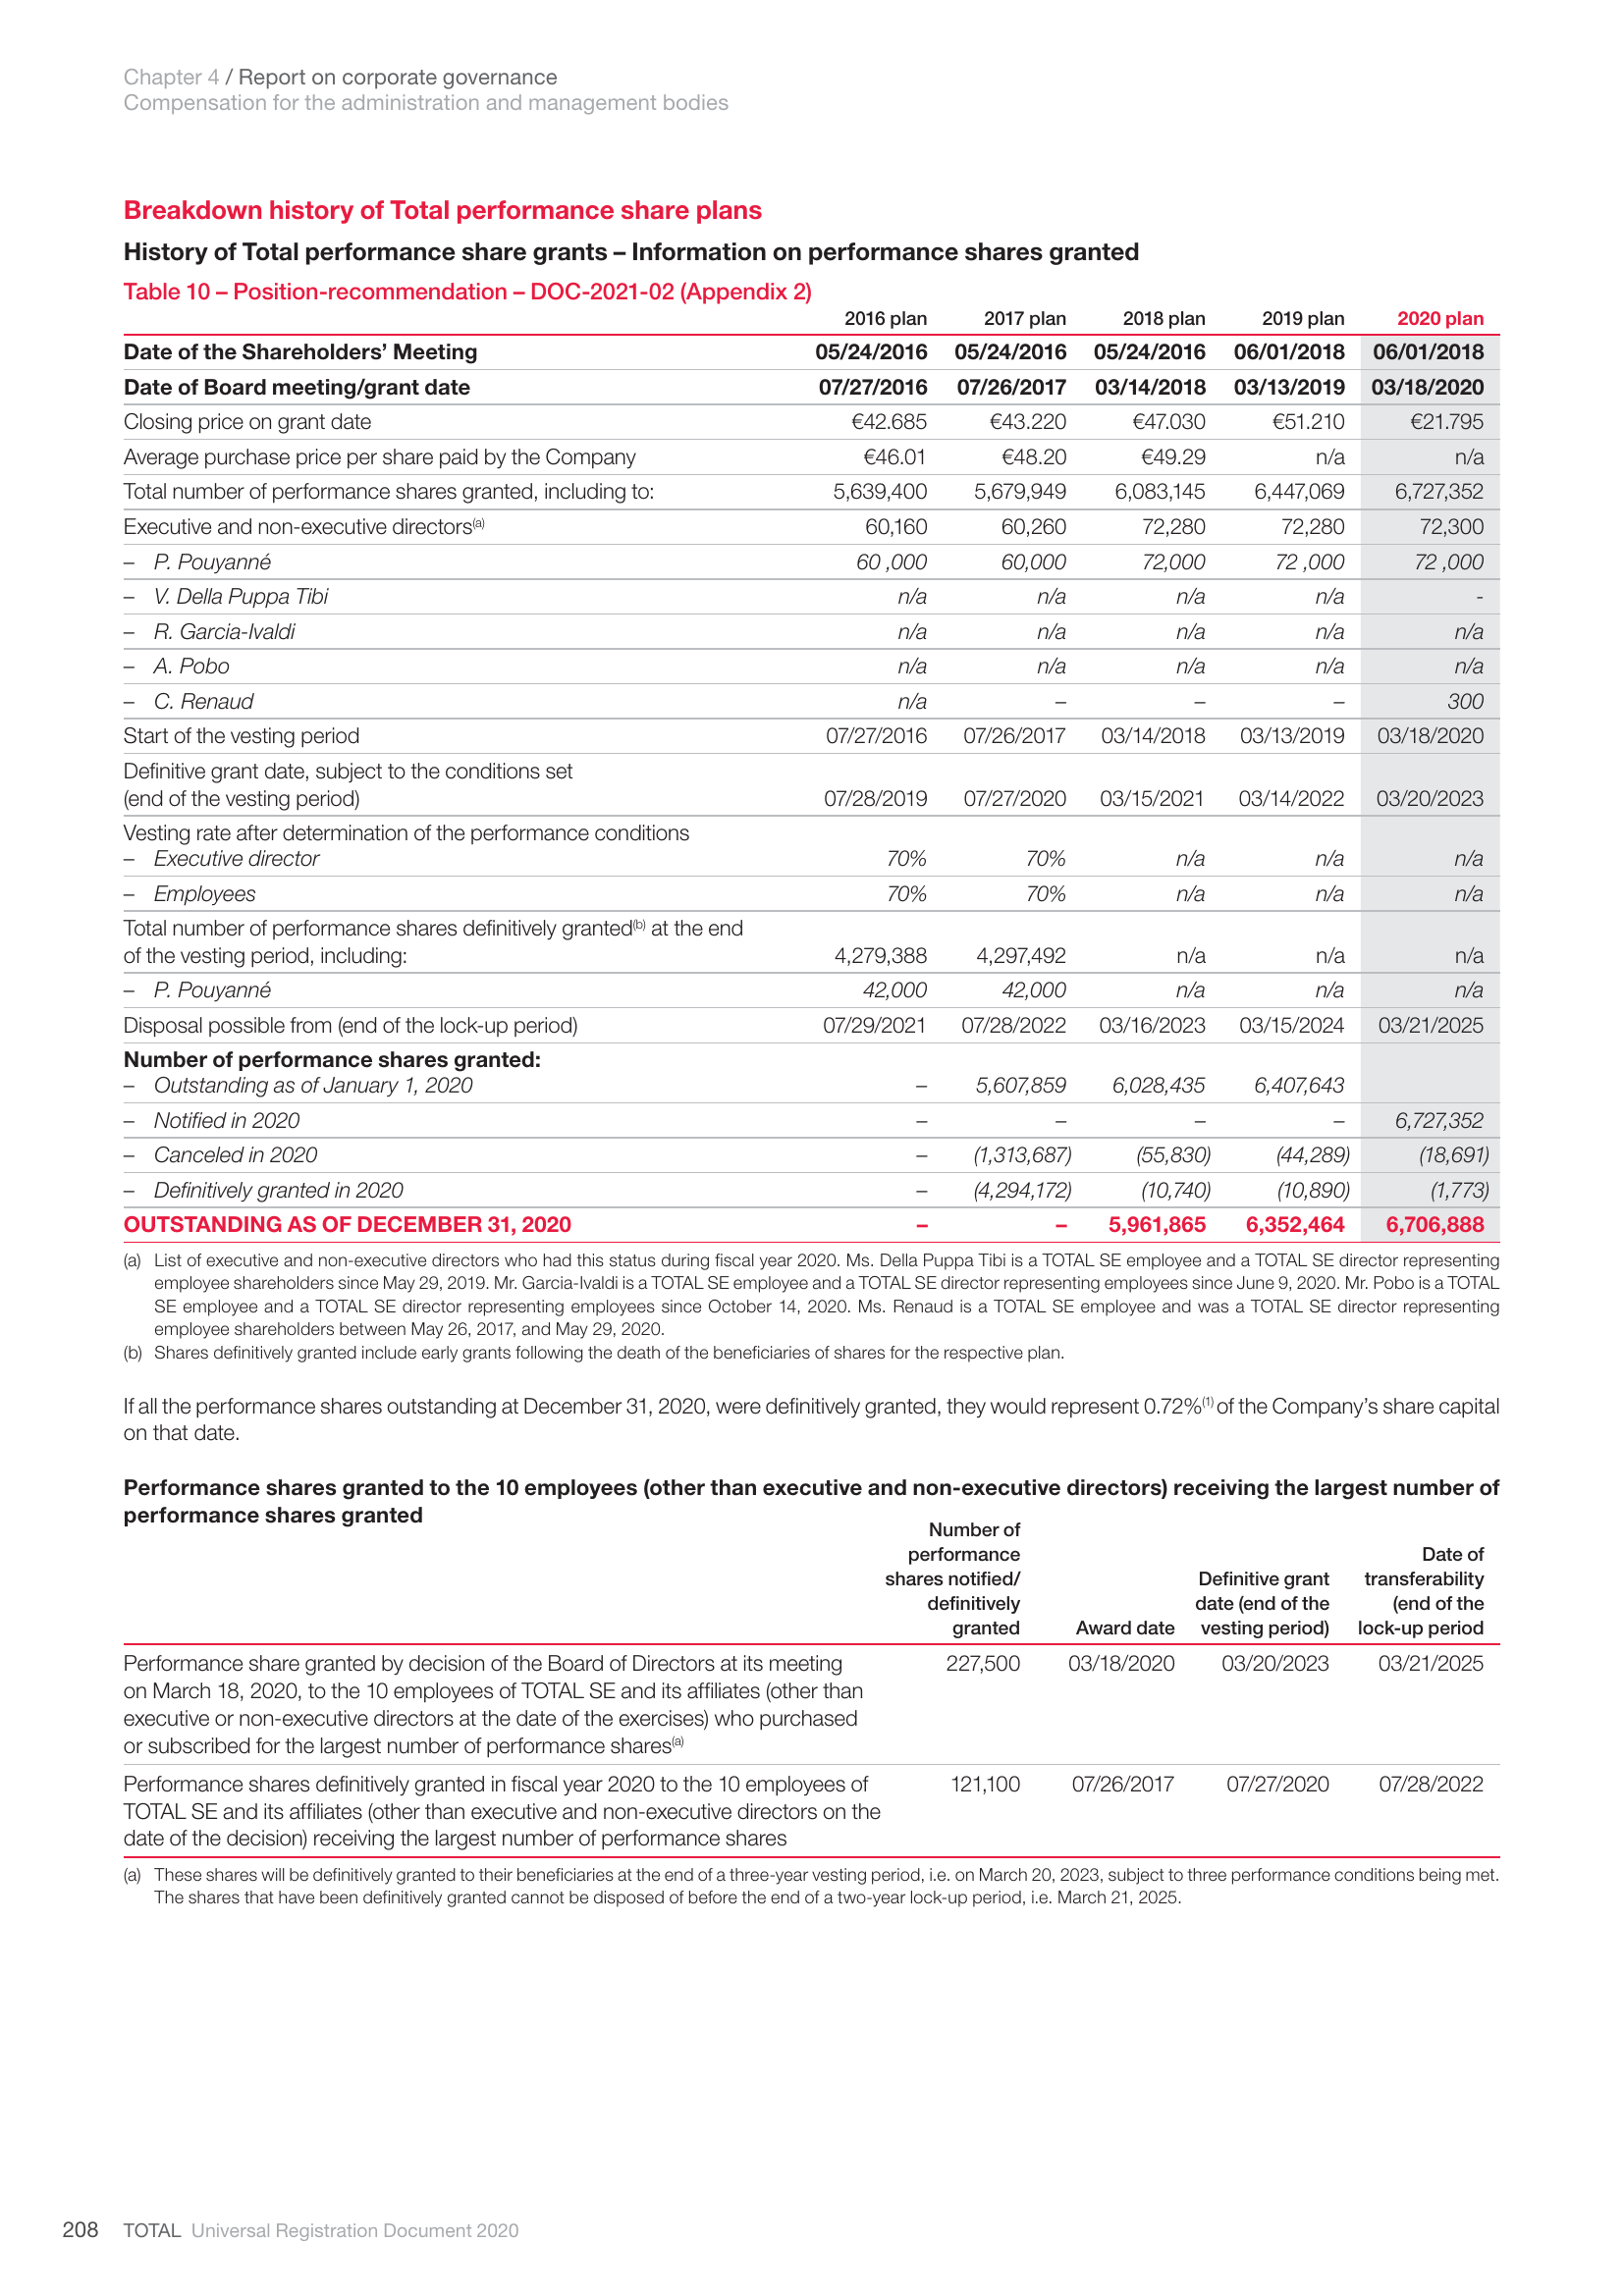 Chapter 4 / Report on corporate governance
Compensation for the administration and management bodies
Breakdown history of Total performance share plans
History of Total performance share grants – Information on performance shares granted
Table 10 – Position-recommendation – DOC-2021-02 (Appendix 2)
2016 plan 2017 plan 2018 plan 2019 plan 2020 plan
Date of the Shareholders’ Meeting 05/24/2016 05/24/2016 05/24/2016 06/01/2018 06/01/2018
Date of Board meeting/grant date 07/27/2016 07/26/2017 03/14/2018 03/13/2019 03/18/2020
Closing price on grant date €42.685 €43.220 €47.030 €51.210 €21.795
Average purchase price per share paid by the Company €46.01 €48.20 €49.29 n/a n/a
Total number of performance shares granted, including to: 5,639,400 5,679,949 6,083,145 6,447,069 6,727,352
Executive and non-executive directors(a) 60,160 60,260 72,280 72,280 72,300
– P. Pouyanné 60 ,000 60,000 72,000 72 ,000 72 ,000
– V. Della Puppa Tibi n/a n/a n/a n/a -
– R. Garcia-Ivaldi n/a n/a n/a n/a n/a
– A. Pobo n/a n/a n/a n/a n/a
– C. Renaud n/a – – – 300
Start of the vesting period 07/27/2016 07/26/2017 03/14/2018 03/13/2019 03/18/2020
Definitive grant date, subject to the conditions set
(end of the vesting period) 07/28/2019 07/27/2020 03/15/2021 03/14/2022 03/20/2023
Vesting rate after determination of the performance conditions
– Executive director 70% 70% n/a n/a n/a
– Employees 70% 70% n/a n/a n/a
Total number of performance shares definitively granted(b) at the end
of the vesting period, including: 4,279,388 4,297,492 n/a n/a n/a
– P. Pouyanné 42,000 42,000 n/a n/a n/a
Disposal possible from (end of the lock-up period) 07/29/2021 07/28/2022 03/16/2023 03/15/2024 03/21/2025
Number of performance shares granted:
– Outstanding as of January 1, 2020 – 5,607,859 6,028,435 6,407,643
– Notified in 2020 – – – – 6,727,352
– Canceled in 2020 – (1,313,687) (55,830) (44,289) (18,691)
– Definitively granted in 2020 – (4,294,172) (10,740) (10,890) (1,773)
OUTSTANDING AS OF DECEMBER 31, 2020 – – 5,961,865 6,352,464 6,706,888
(a) List of executive and non-executive directors who had this status during fiscal year 2020. Ms. Della Puppa Tibi is a TOTAL SE employee and a TOTAL SE director representing
employee shareholders since May 29, 2019. Mr. Garcia-Ivaldi is a TOTAL SE employee and a TOTAL SE director representing employees since June 9, 2020. Mr. Pobo is a TOTAL
SE employee and a TOTAL SE director representing employees since October 14, 2020. Ms. Renaud is a TOTAL SE employee and was a TOTAL SE director representing
employee shareholders between May 26, 2017, and May 29, 2020.
(b) Shares definitively granted include early grants following the death of the beneficiaries of shares for the respective plan.
If all the performance shares outstanding at December 31, 2020, were definitively granted, they would represent 0.72%(1) of the Company’s share capital
on that date.
Performance shares granted to the 10 employees (other than executive and non-executive directors) receiving the largest number of
performance shares granted
Number of
performance Date of
shares notified/ Definitive grant transferability
definitively date (end of the (end of the
granted Award date vesting period) lock-up period
Performance share granted by decision of the Board of Directors at its meeting 227,500 03/18/2020 03/20/2023 03/21/2025
on March 18, 2020, to the 10 employees of TOTAL SE and its affiliates (other than
executive or non-executive directors at the date of the exercises) who purchased
or subscribed for the largest number of performance shares(a)
Performance shares definitively granted in fiscal year 2020 to the 10 employees of 121,100 07/26/2017 07/27/2020 07/28/2022
TOTAL SE and its affiliates (other than executive and non-executive directors on the
date of the decision) receiving the largest number of performance shares
(a) These shares will be definitively granted to their beneficiaries at the end of a three-year vesting period, i.e. on March 20, 2023, subject to three performance conditions being met.
The shares that have been definitively granted cannot be disposed of before the end of a two-year lock-up period, i.e. March 21, 2025.
208 TOTAL Universal Registration Document 2020